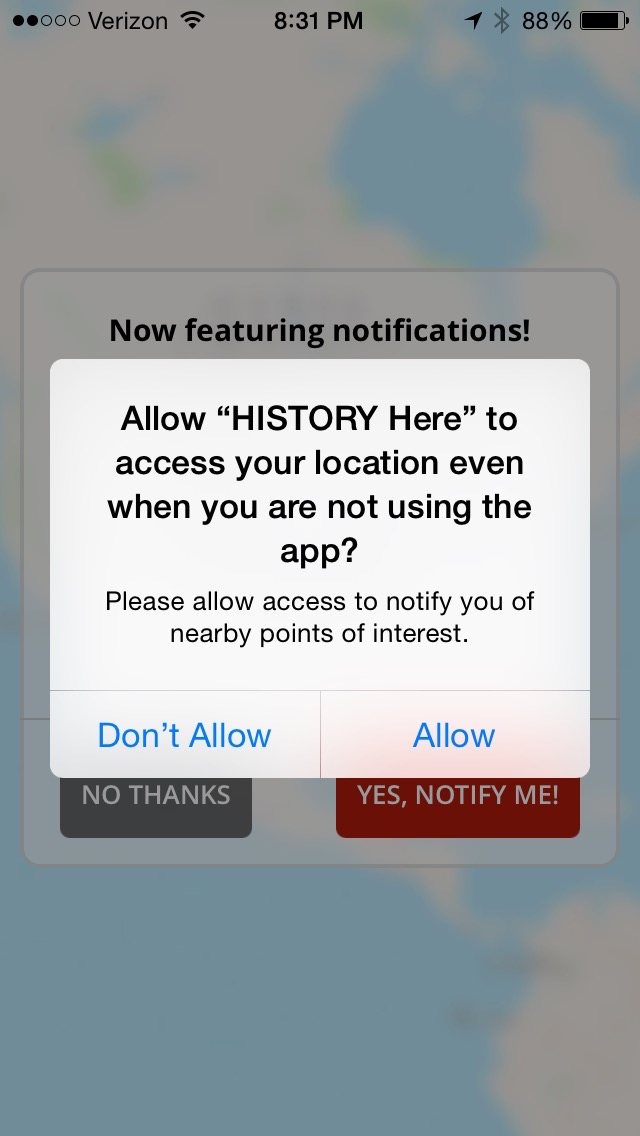 Verizon 8:31 PM 88%
Now featuring notifications!
Allow “HISTORY Here” to
access your location even
when you are not using the
app?
Please allow access to notify you of
nearby points of interest.
Don’t Allow Allow
NO THANKS YES, NOTIFY ME!